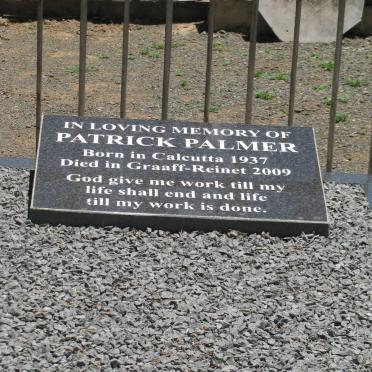 IN LOVING MEMORY OF
PATRICK PALMER
Born in Calcutta 1937
Died in Graaff-Reinet 2009
God give me work till my
life shall end and life
till my work is done.